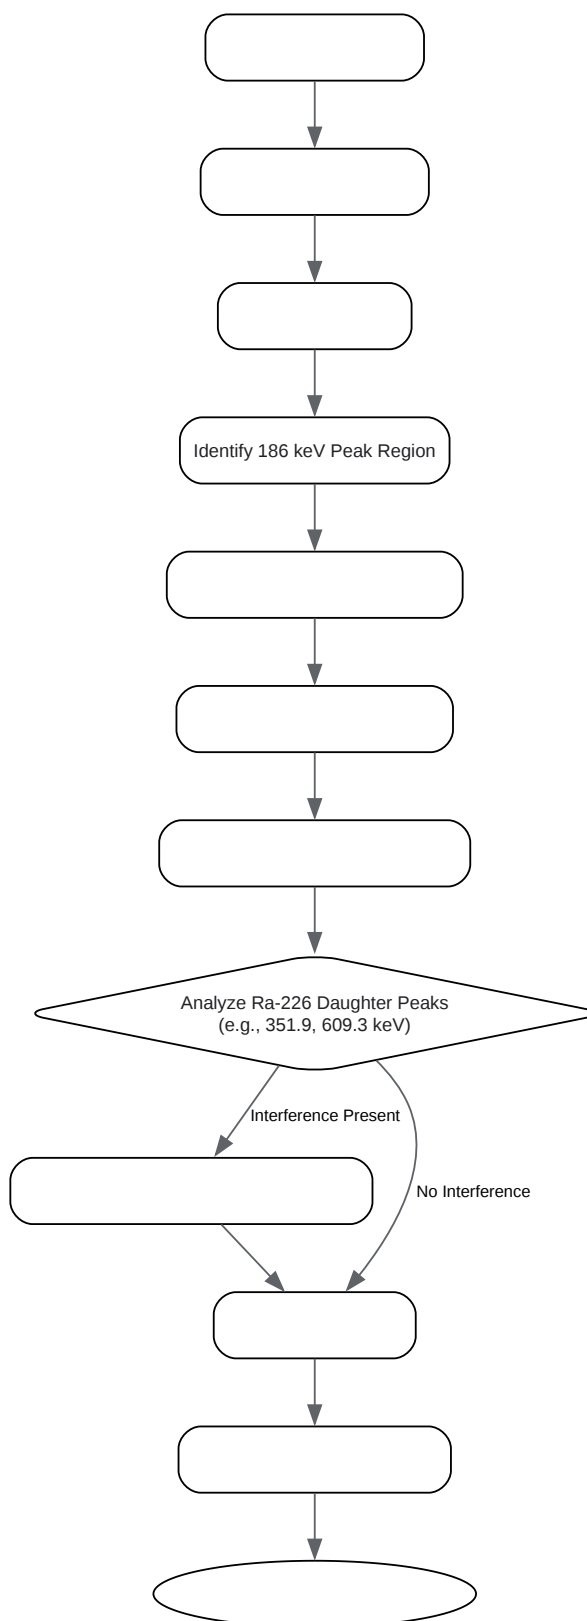 Identify 186 keV Peak Region
Analyze Ra-226 Daughter Peaks
(e.g., 351.9, 609.3 keV)
Interference Present
No Interference